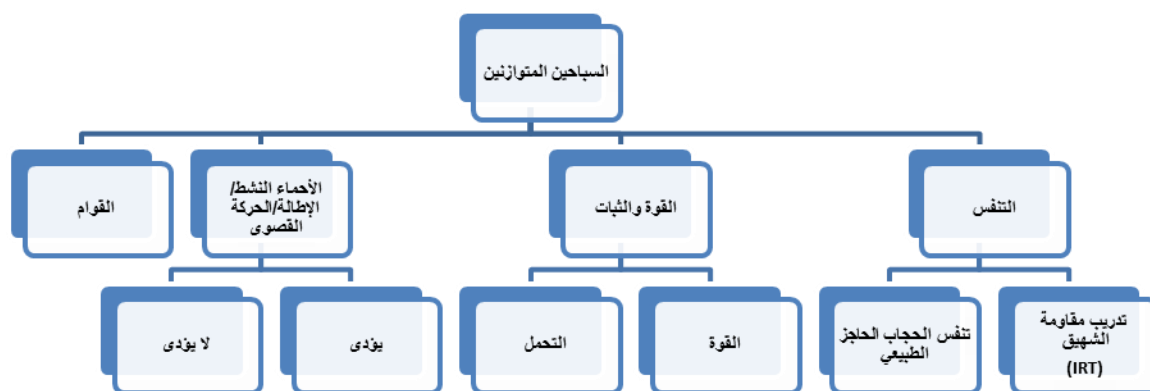 السباحين المتوازنين
التنفس
القوة والثبات
الأحماء النشط/
الإطالة/الحركة
القصوى
القوام
تدريب مقاومة
الشهيق
(IRT)
تنفس الحجاب الحاجز
الطبيعي
القوة
التحمل
يؤدى
لا يؤدى